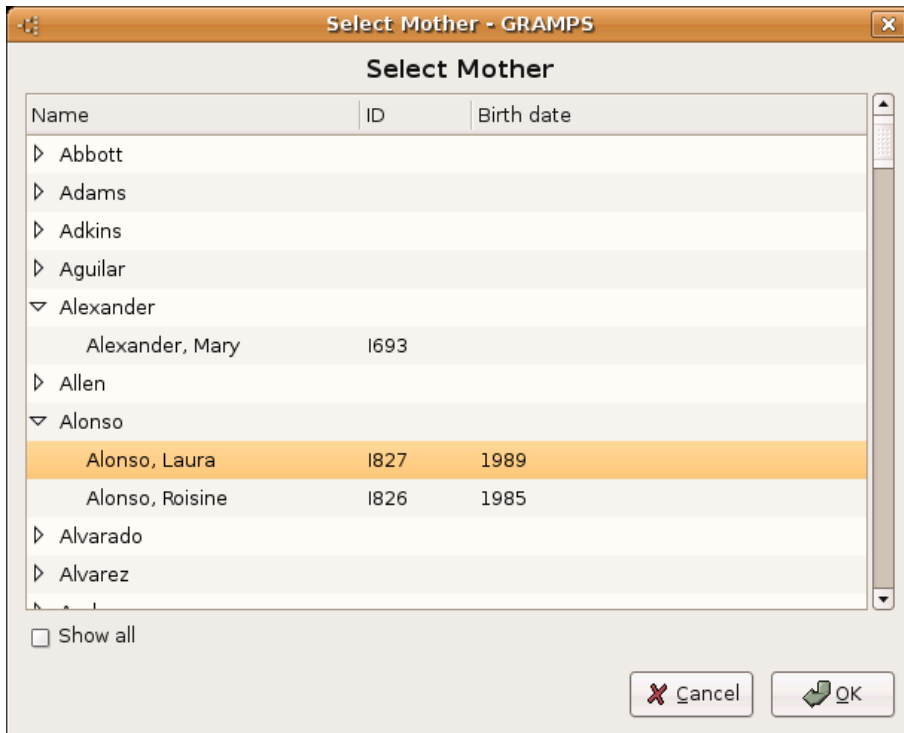 Select Mother - GRAMPS
Select Mother
Name ID Birth date
Abbott
Adams
Adkins
Aguilar
Alexander
Alexander, Mary I693
Allen
Alonso
Alonso, Laura I827 1989
Alonso, Roisine I826 1985
Alvarado
Alvarez
Show all
Cancel OK